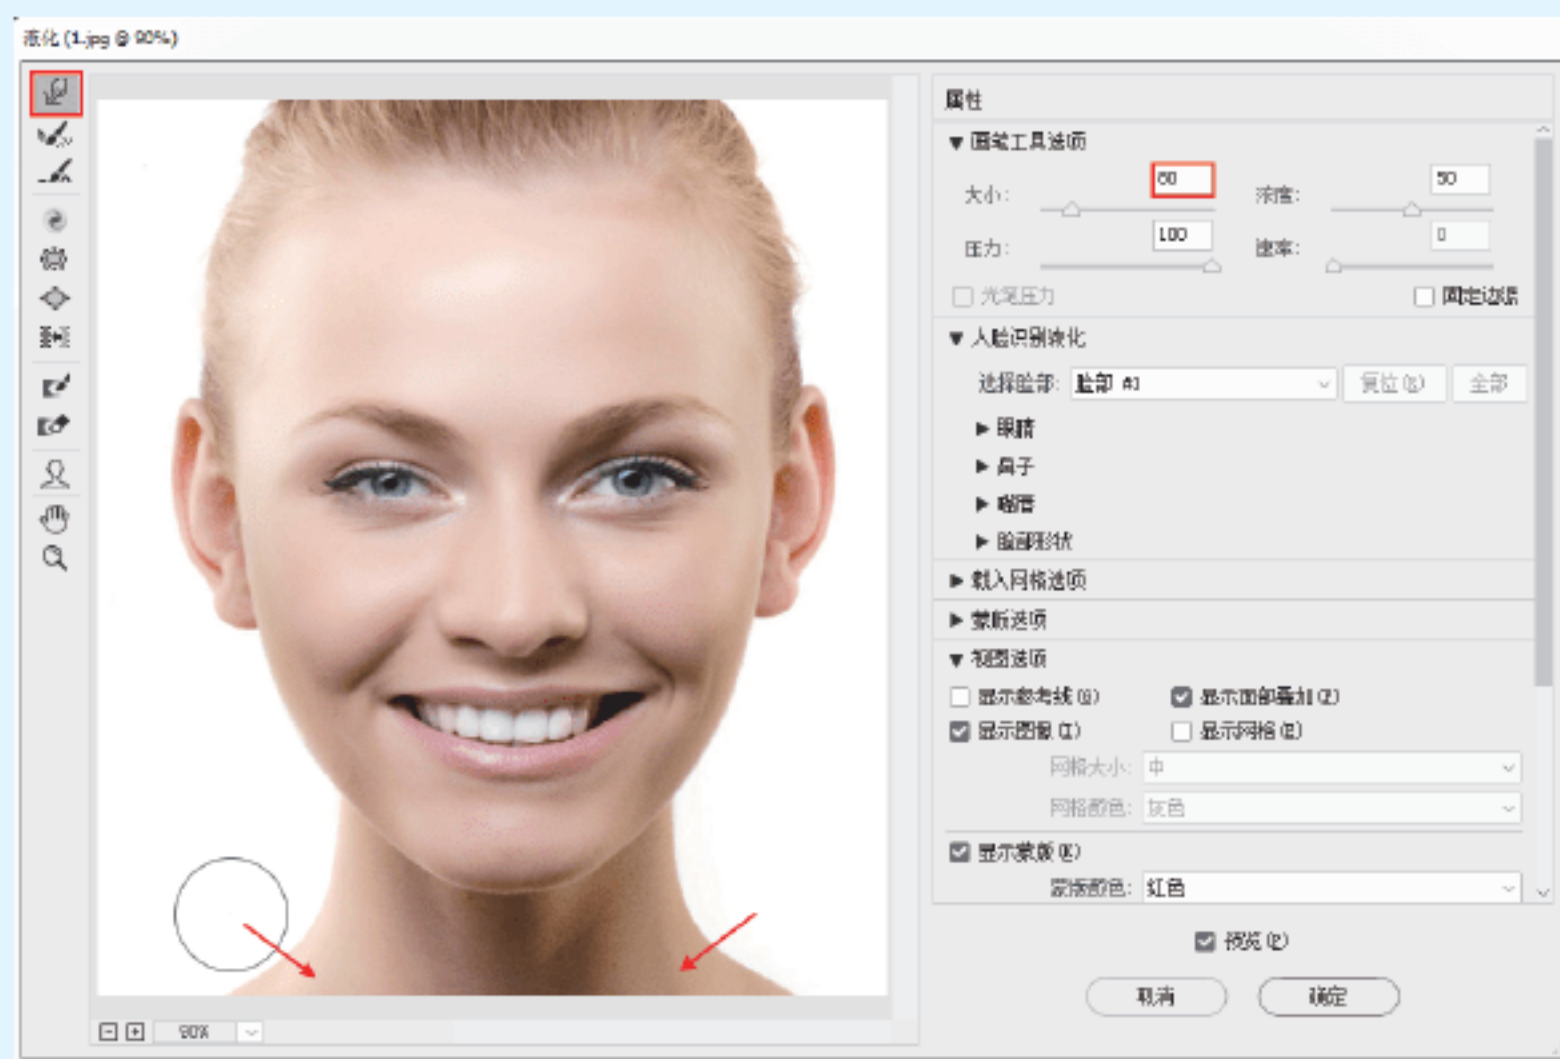 液化 (1.jpg @ 90%)
属性
画笔工具选项
大小: 80 浓度: 50
压力: 100 速率: 0
光笔压力 固定边缘
人脸识别液化
选择脸部: 脸部 #1 复位(R) 全部
眼睛
鼻子
嘴唇
脸部形状
载入网格选项
蒙版选项
视图选项
显示参考线(G) 显示面部叠加(F)
显示图像(I) 显示网格(E)
网格大小: 中
网格颜色: 灰色
显示蒙版(K)
蒙版颜色: 红色
预览(P)
取消 确定
90%